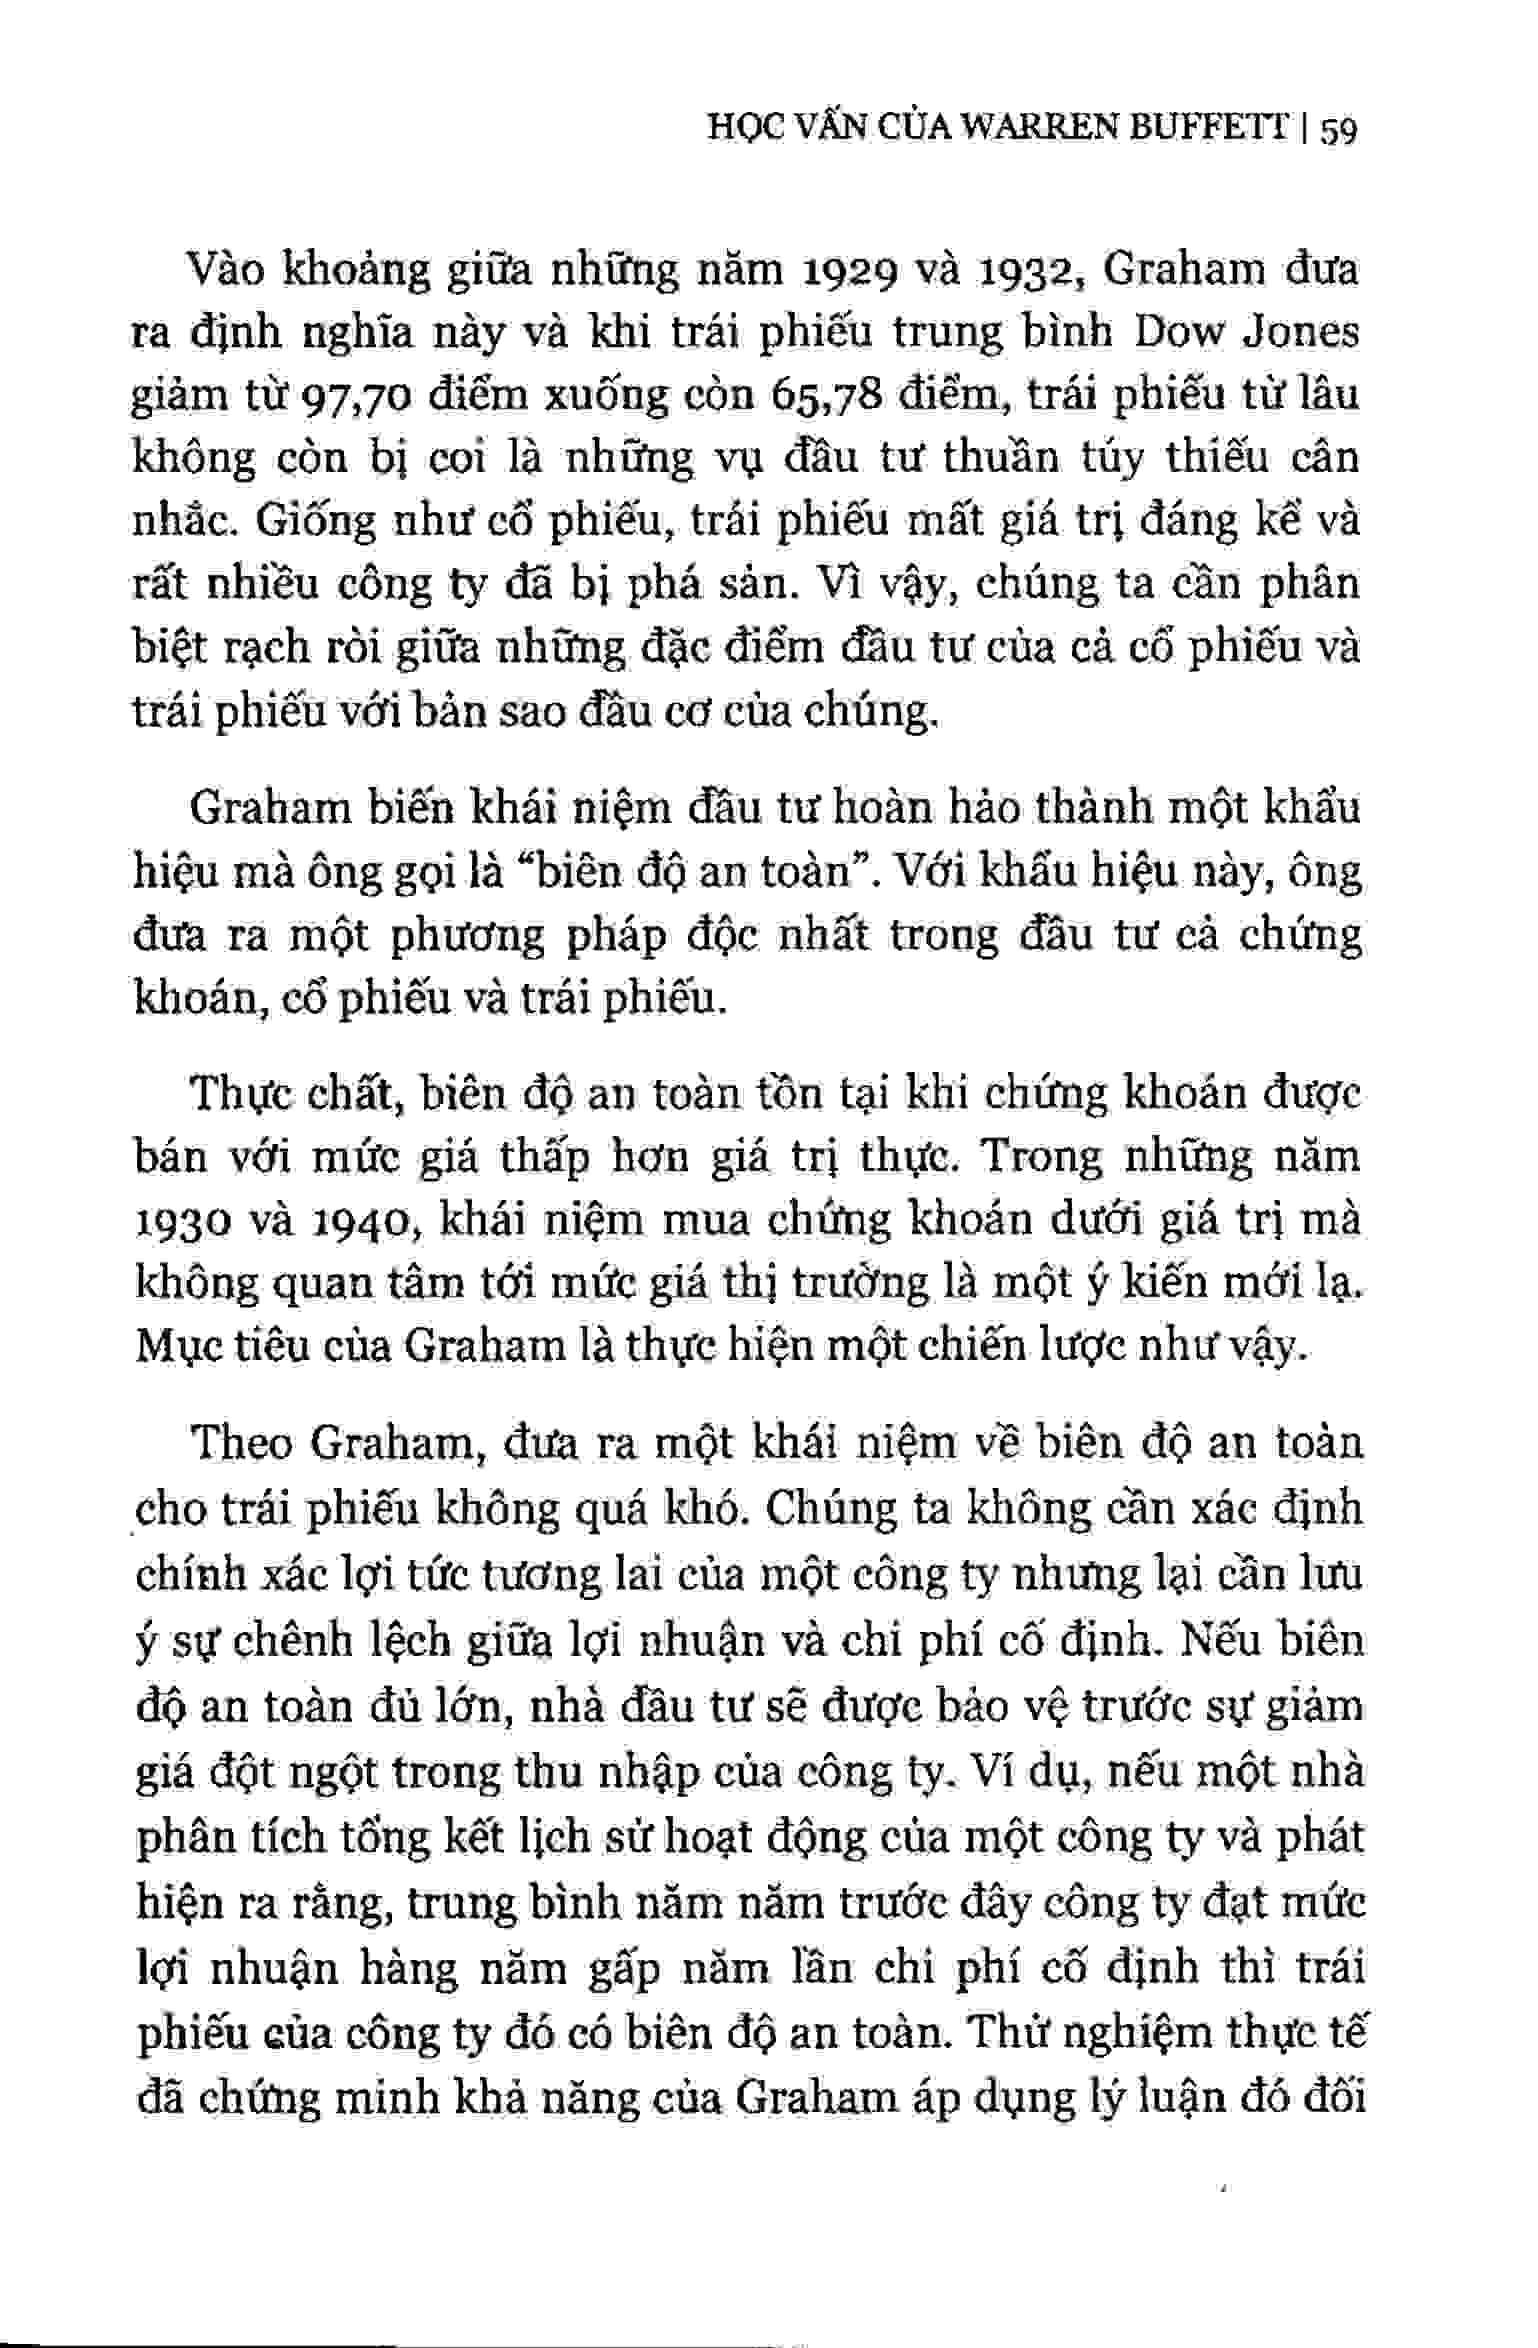 HỌC VẤN CỦA WARREN BUFFETT | 59
Vào khoảng giữa những năm 1929 và 1932, Graham đưa
ra định nghĩa này và khi trái phiếu trung bình Dow Jones
giảm từ 97,70 điểm xuống còn 65,78 điểm, trái phiếu từ lâu
không còn bị coi là những vụ đầu tư thuần túy thiếu cân
nhắc. Giống như cổ phiếu, trái phiếu mất giá trị đáng kể và
rất nhiều công ty đã bị phá sản. Vì vậy, chúng ta cần phân
biệt rạch ròi giữa những đặc điểm đầu tư của cả cổ phiếu và
trái phiếu với bản sao đầu cơ của chúng.
Graham biến khái niệm đầu tư hoàn hảo thành một khẩu
hiệu mà ông gọi là “biên độ an toàn”. Với khẩu hiệu này, ông
đưa ra một phương pháp độc nhất trong đầu tư cả chứng
khoán, cổ phiếu và trái phiếu.
Thực chất, biên độ an toàn tồn tại khi chứng khoán được
bán với mức giá thấp hơn giá trị thực. Trong những năm
1930 và 1940, khái niệm mua chứng khoán dưới giá trị mà
không quan tâm tới mức giá thị trường là một ý kiến mới lạ.
Mục tiêu của Graham là thực hiện một chiến lược như vậy.
Theo Graham, đưa ra một khái niệm về biên độ an toàn
cho trái phiếu không quá khó. Chúng ta không cần xác định
chính xác lợi tức tương lai của một công ty nhưng lại cần lưu
ý sự chênh lệch giữa lợi nhuận và chi phí cố định. Nếu biên
độ an toàn đủ lớn, nhà đầu tư sẽ được bảo vệ trước sự giảm
giá đột ngột trong thu nhập của công ty. Ví dụ, nếu một nhà
phân tích tổng kết lịch sử hoạt động của một công ty và phát
hiện ra rằng, trung bình năm năm trước đây công ty đạt mức
lợi nhuận hàng năm gấp năm lần chi phí cố định thì trái
phiếu của công ty đó có biên độ an toàn. Thử nghiệm thực tế
đã chứng minh khả năng của Graham áp dụng lý luận đó đối